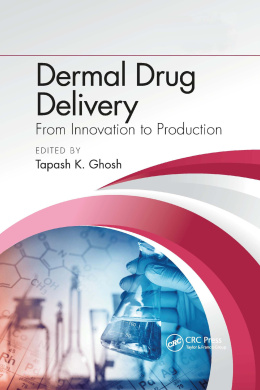 Dermal Drug
Delivery
From Innovation to Production
EDITED BY
Tapash K. Ghosh
CRC Press
Taylor & Francis Group